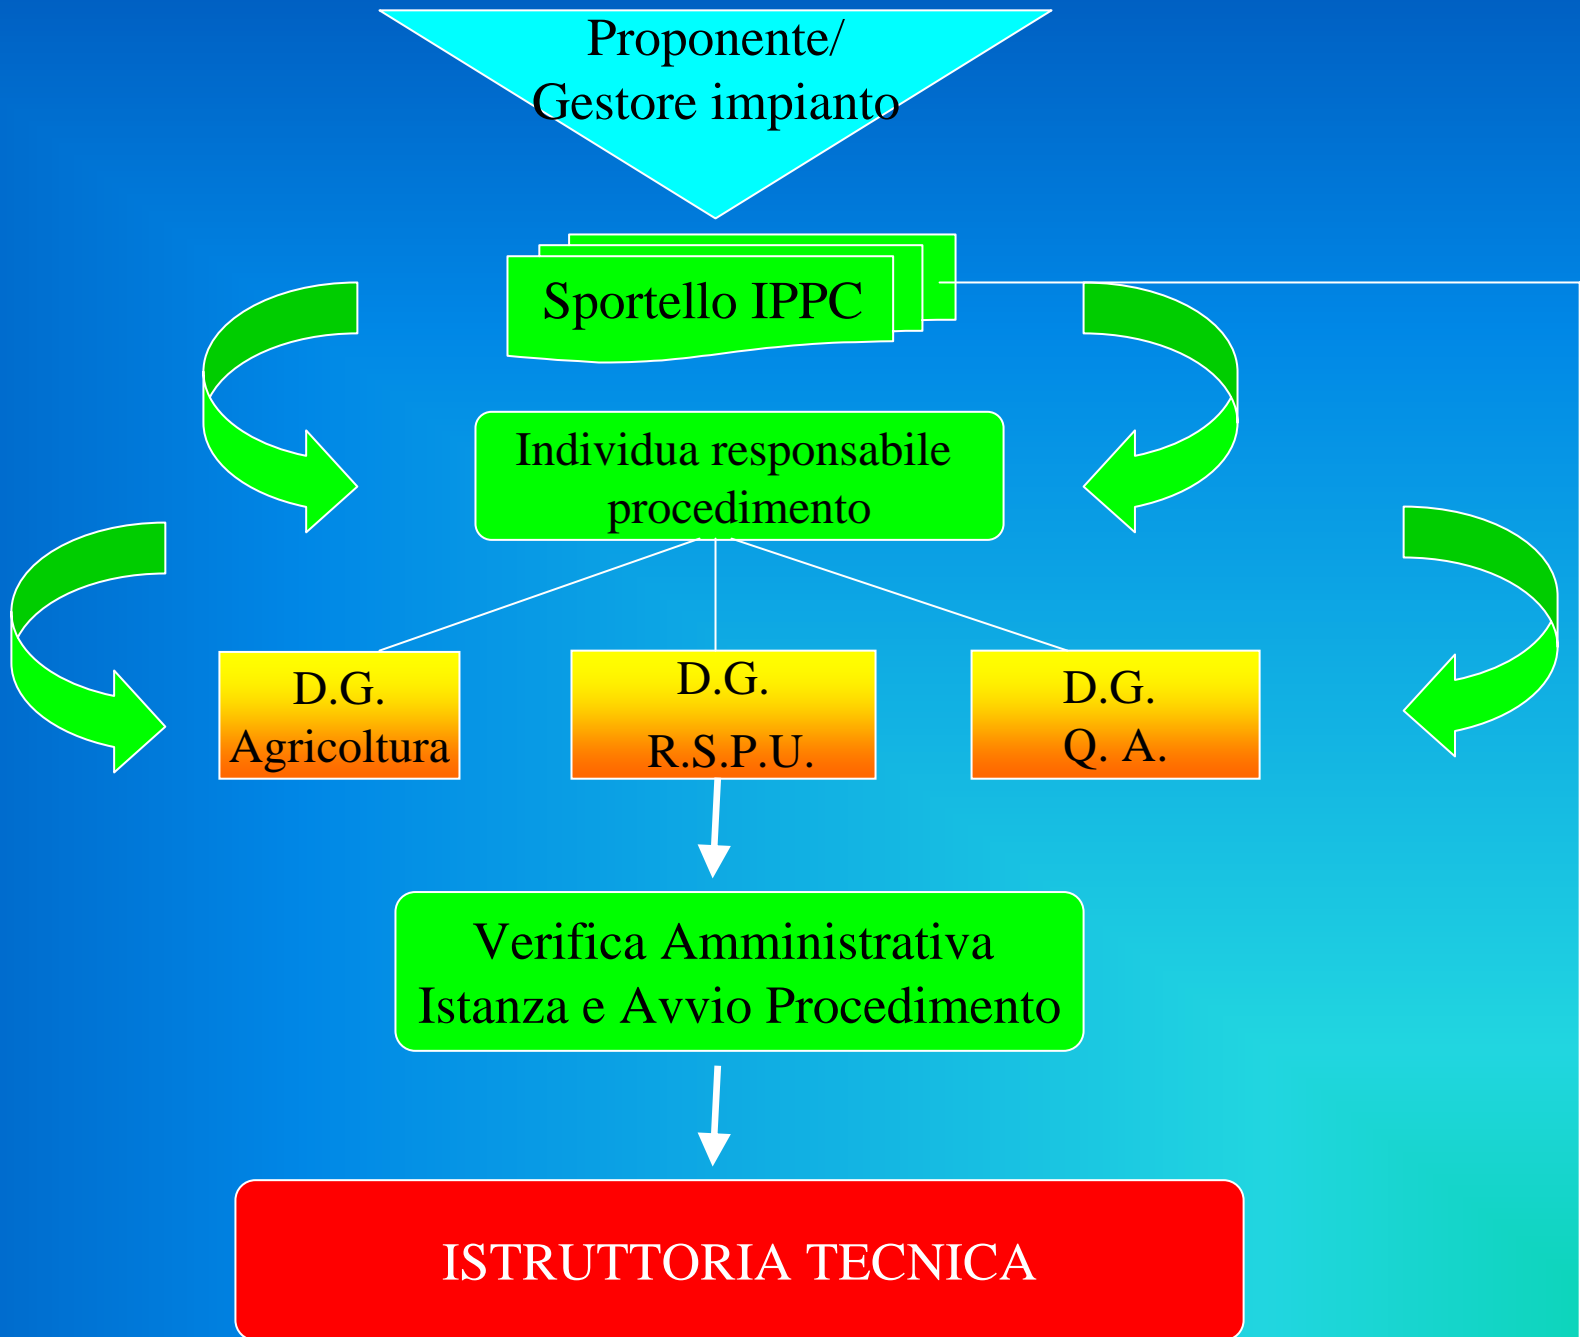 Proponente/
Gestore impianto
Sportello IPPC
Individua responsabile
procedimento
D.G.
Agricoltura
D.G.
R.S.P.U.
D.G.
Q. A.
Verifica Amministrativa
Istanza e Avvio Procedimento
ISTRUTTORIA TECNICA